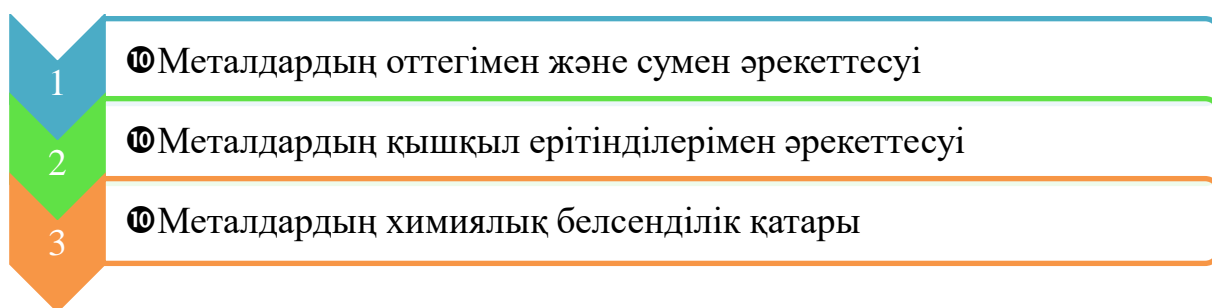 1
❿Металдардың оттегімен және сумен әрекеттесуі
2
❿Металдардың қышқыл ерітінділерімен әрекеттесуі
3
❿Металдардың химиялық белсенділік қатары